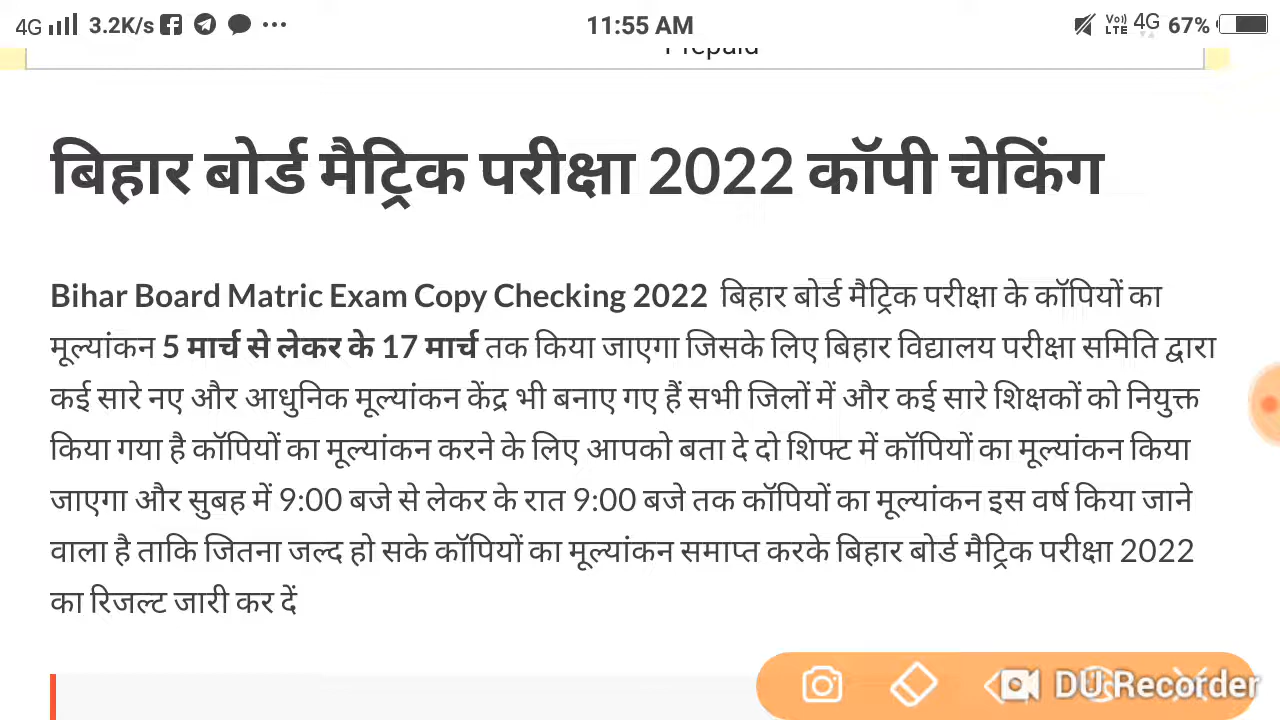 4G 3.2K/s ... 11:55 AM Vo) LTE 4G 67%
Prepaid
बिहार बोर्ड मैट्रिक परीक्षा 2022 कॉपी चेकिंग
Bihar Board Matric Exam Copy Checking 2022 बिहार बोर्ड मैट्रिक परीक्षा के कॉपियों का
मूल्यांकन 5 मार्च से लेकर के 17 मार्च तक किया जाएगा जिसके लिए बिहार विद्यालय परीक्षा समिति द्वारा
कई सारे नए और आधुनिक मूल्यांकन केंद्र भी बनाए गए हैं सभी जिलों में और कई सारे शिक्षकों को नियुक्त
किया गया है कॉपियों का मूल्यांकन करने के लिए आपको बता दे दो शिफ्ट में कॉपियों का मूल्यांकन किया
जाएगा और सुबह में 9:00 बजे से लेकर के रात 9:00 बजे तक कॉपियों का मूल्यांकन इस वर्ष किया जाने
वाला है ताकि जितना जल्द हो सके कॉपियों का मूल्यांकन समाप्त करके बिहार बोर्ड मैट्रिक परीक्षा 2022
का रिजल्ट जारी कर दें
DU Recorder